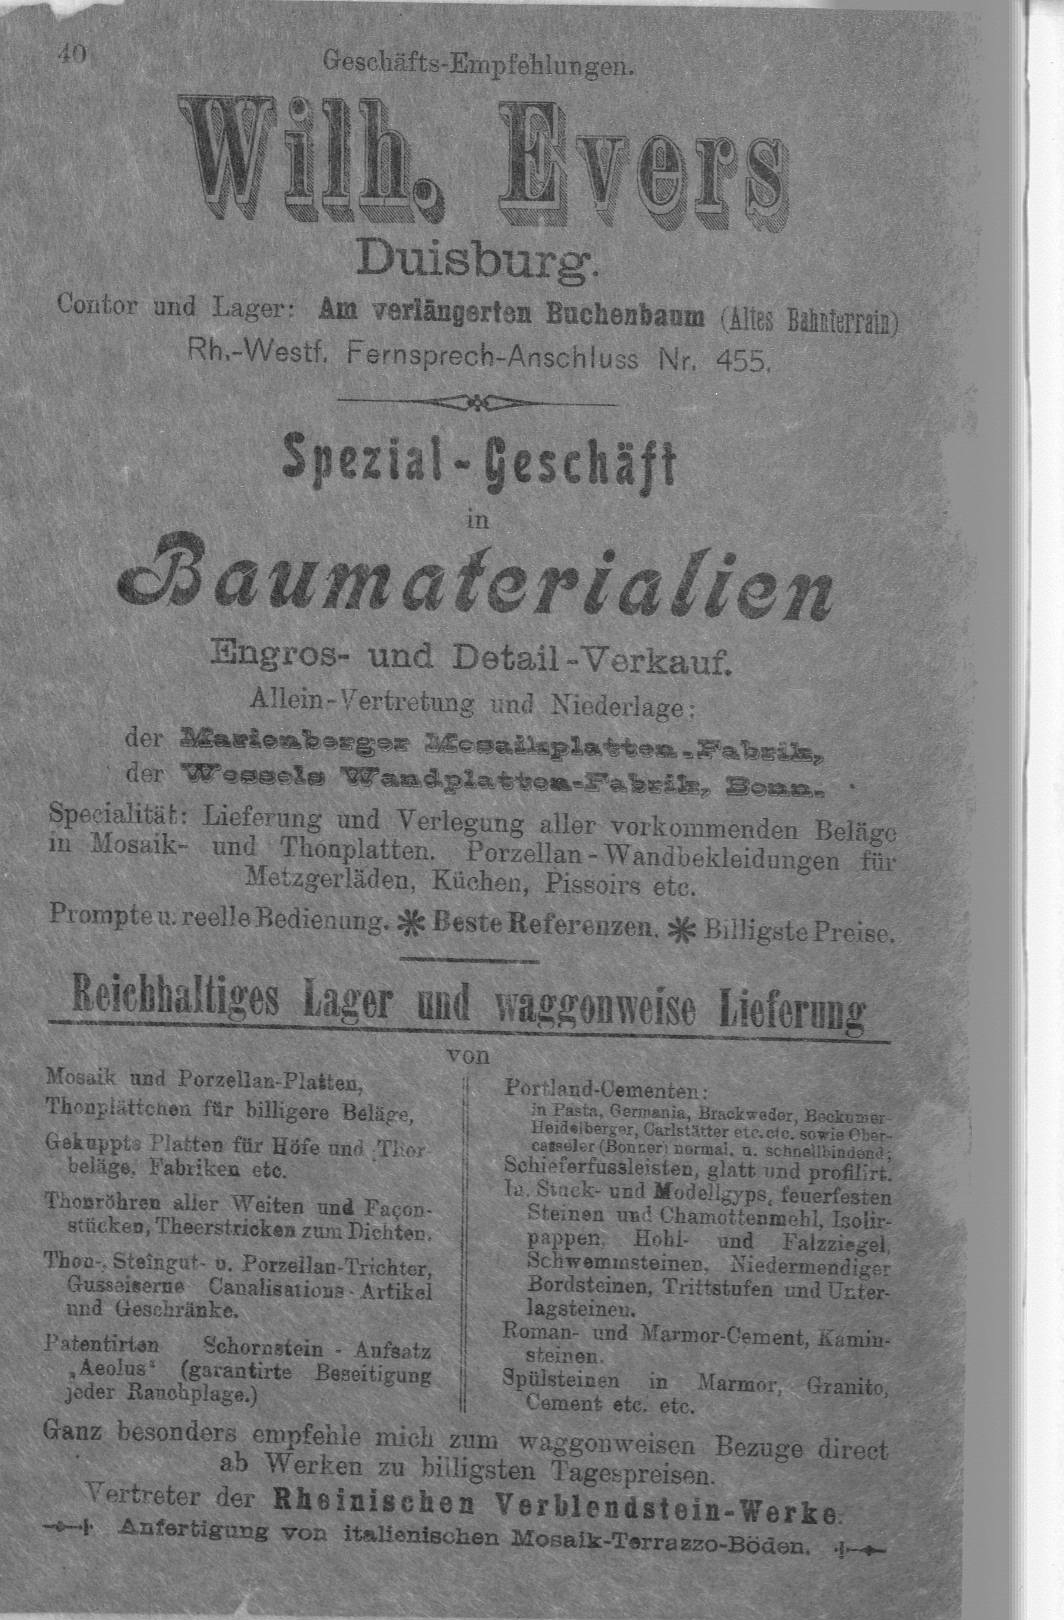 40
Geschäfts-Empfehlungen.
Wilh. Evers
Duisburg.
Contor und Lager: Am verlängerten Buchenbaum (Altes Bahnterrain)
Rh.-Westf. Fernsprech-Anschluss Nr. 455.
Spezial-Geschäft
in
Baumaterialien
Engros- und Detail-Verkauf.
Allein-Vertretung und Niederlage:
der Marienberger Mosaikplatten-Fabrik,
der Wessels Wandplatten-Fabrik, Bonn.
Specialität: Lieferung und Verlegung aller vorkommenden Beläge
in Mosaik- und Thonplatten. Porzellan-Wandbekleidungen für
Metzgerläden, Küchen, Pissoirs etc.
Prompte u. reelle Bedienung. ✻ Beste Referenzen. ✻ Billigste Preise.
Reichhaltiges Lager und waggonweise Lieferung
von
Mosaik und Porzellan-Platten,
Thonplättchen für billigere Beläge,
Gekuppte Platten für Höfe und Thor-
beläge, Fabriken etc.
Thonröhren aller Weiten und Façon-
stücken, Theerstricken zum Dichten.
Thon-, Steingut- u. Porzellan-Trichter,
Gusseiserne Canalisations-Artikel
und Geschränke.
Patentirten Schornstein-Aufsatz
„Aeolus“ (garantirte Beseitigung
jeder Rauchplage.)
Portland-Cementen:
in Pasta, Germania, Brackweder, Beckumer-
Heidelberger, Carlstätter etc. etc. sowie Ober-
casseler (Bonner) normal. u. schnellbindend;
Schieferfussleisten, glatt und profilirt.
Ia. Stuck- und Modellgyps, feuerfesten
Steinen und Chamottenmehl, Isolir-
pappen, Hohl- und Falzziegel,
Schwemmsteinen, Niedermendiger
Bordsteinen, Trittstufen und Unter-
lagsteinen.
Roman- und Marmor-Cement, Kamin-
steinen.
Spülsteinen in Marmor, Granito,
Cement etc. etc.
Ganz besonders empfehle mich zum waggonweisen Bezuge direct
ab Werken zu billigsten Tagespreisen.
Vertreter der Rheinischen Verblendstein-Werke.
Anfertigung von italienischen Mosaik-Terrazzo-Böden.